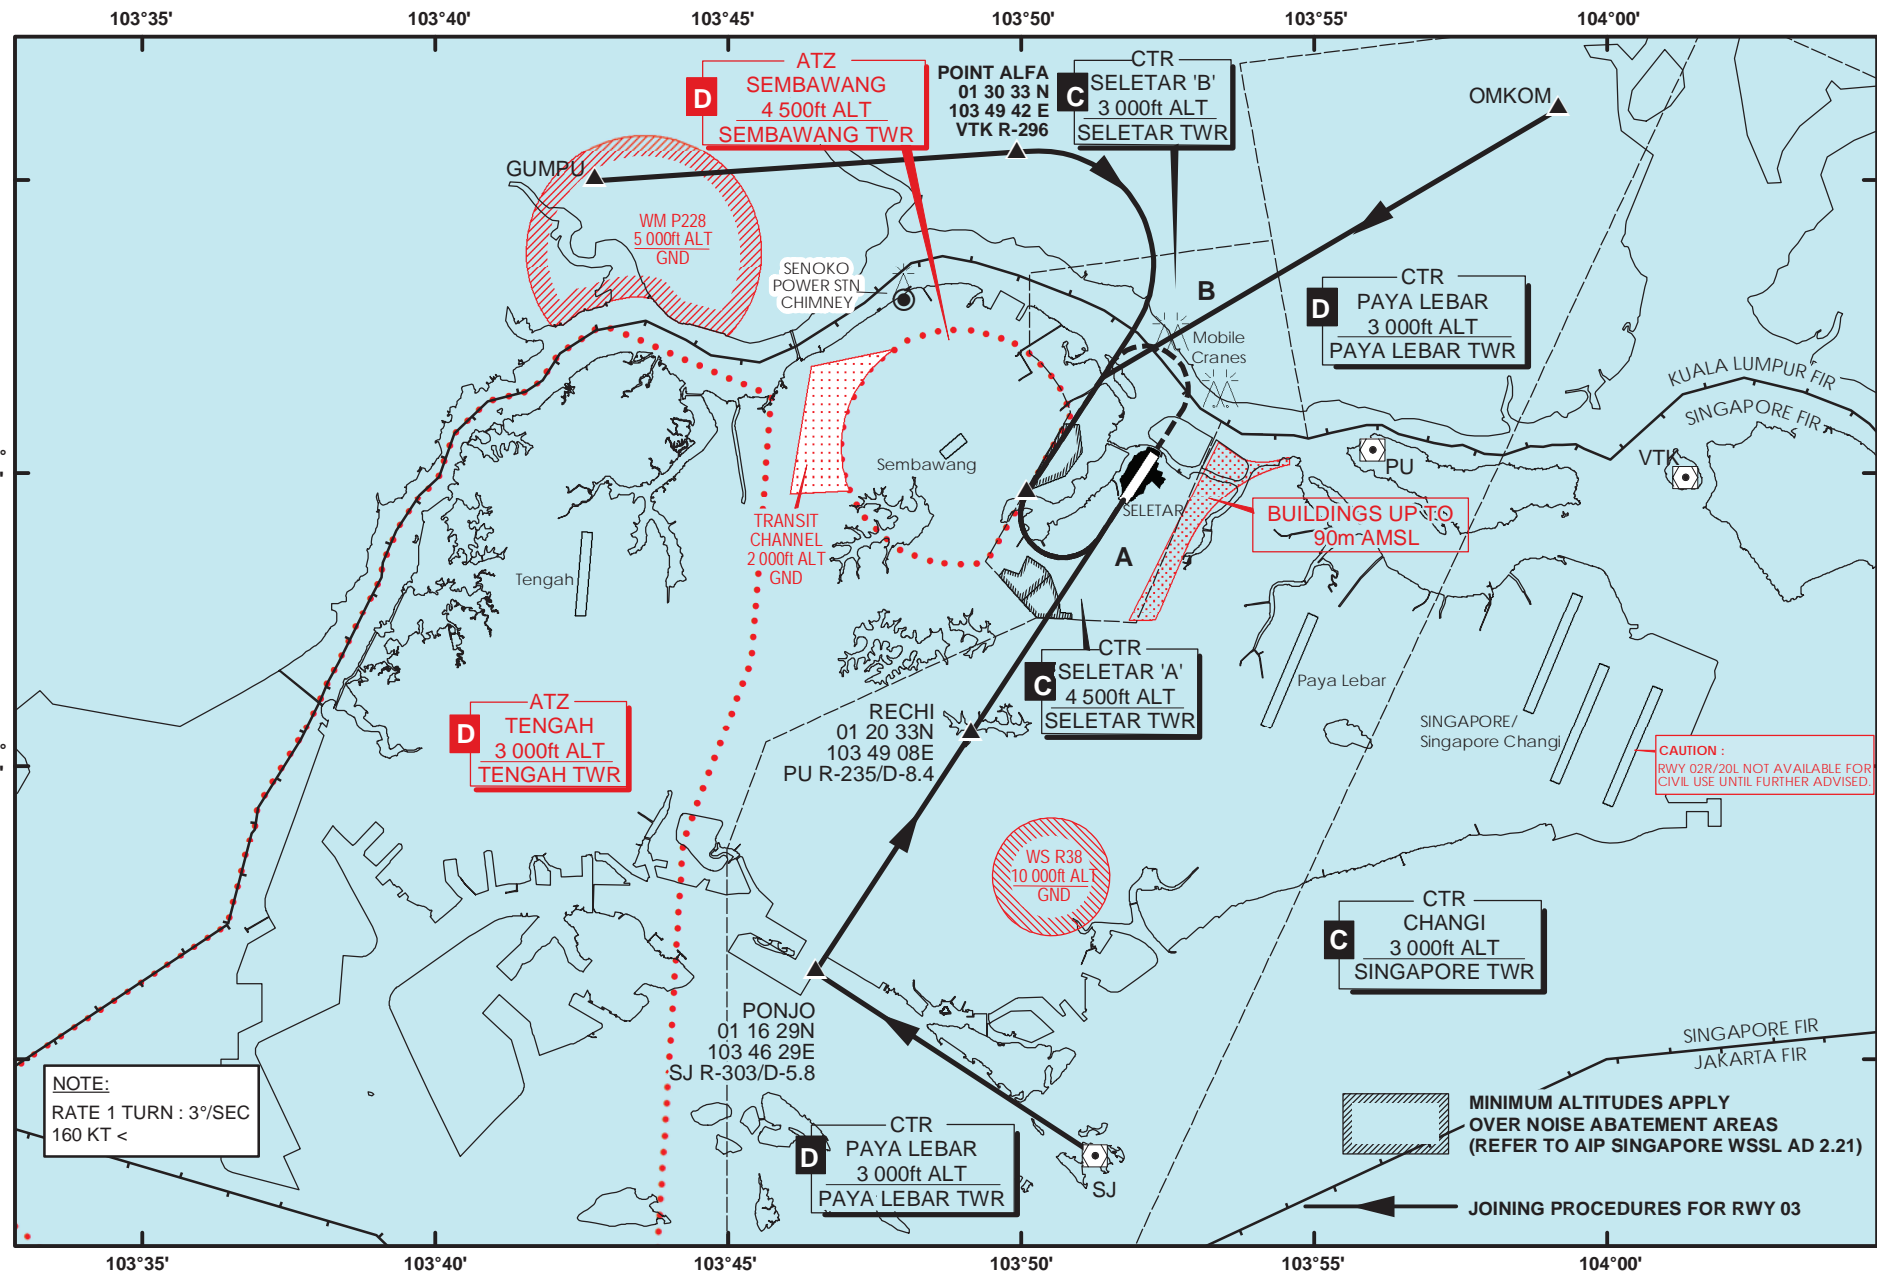 103°35'
103°40'
103°45'
103°50'
103°55'
104°00'
D
ATZ
SEMBAWANG
4 500ft ALT
SEMBAWANG TWR
POINT ALFA
01 30 33 N
103 49 42 E
VTK R-296
C
CTR
SELETAR 'B'
3 000ft ALT
SELETAR TWR
OMKOM
GUMPU
WM P228
5 000ft ALT
GND
SENOKO
POWER STN
CHIMNEY
B
D
CTR
PAYA LEBAR
3 000ft ALT
PAYA LEBAR TWR
Mobile
Cranes
KUALA LUMPUR FIR
SINGAPORE FIR
Sembawang
PU
VTK
SELETAR
BUILDINGS UP TO
90m AMSL
TRANSIT
CHANNEL
2 000ft ALT
GND
A
Tengah
C
CTR
SELETAR 'A'
4 500ft ALT
SELETAR TWR
Paya Lebar
D
ATZ
TENGAH
3 000ft ALT
TENGAH TWR
RECHI
01 20 33N
103 49 08E
PU R-235/D-8.4
SINGAPORE/
Singapore Changi
CAUTION :
RWY 02R/20L NOT AVAILABLE FOR
CIVIL USE UNTIL FURTHER ADVISED.
WS R38
10 000ft ALT
GND
C
CTR
CHANGI
3 000ft ALT
SINGAPORE TWR
PONJO
01 16 29N
103 46 29E
SJ R-303/D-5.8
SINGAPORE FIR
JAKARTA FIR
NOTE:
RATE 1 TURN : 3°/SEC
160 KT <
D
CTR
PAYA LEBAR
3 000ft ALT
PAYA LEBAR TWR
SJ
MINIMUM ALTITUDES APPLY
OVER NOISE ABATEMENT AREAS
(REFER TO AIP SINGAPORE WSSL AD 2.21)
JOINING PROCEDURES FOR RWY 03
103°35'
103°40'
103°45'
103°50'
103°55'
104°00'